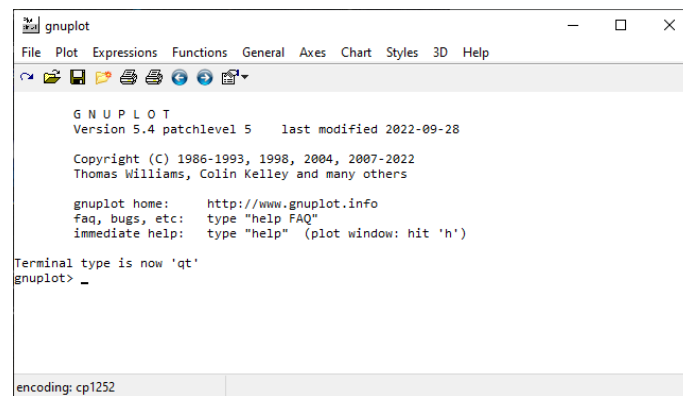 gnuplot
File Plot Expressions Functions General Axes Chart Styles 3D Help
G N U P L O T
Version 5.4 patchlevel 5    last modified 2022-09-28
Copyright (C) 1986-1993, 1998, 2004, 2007-2022
Thomas Williams, Colin Kelley and many others
gnuplot home:     http://www.gnuplot.info
faq, bugs, etc:   type "help FAQ"
immediate help:   type "help"  (plot window: hit 'h')
Terminal type is now 'qt'
gnuplot> _
encoding: cp1252